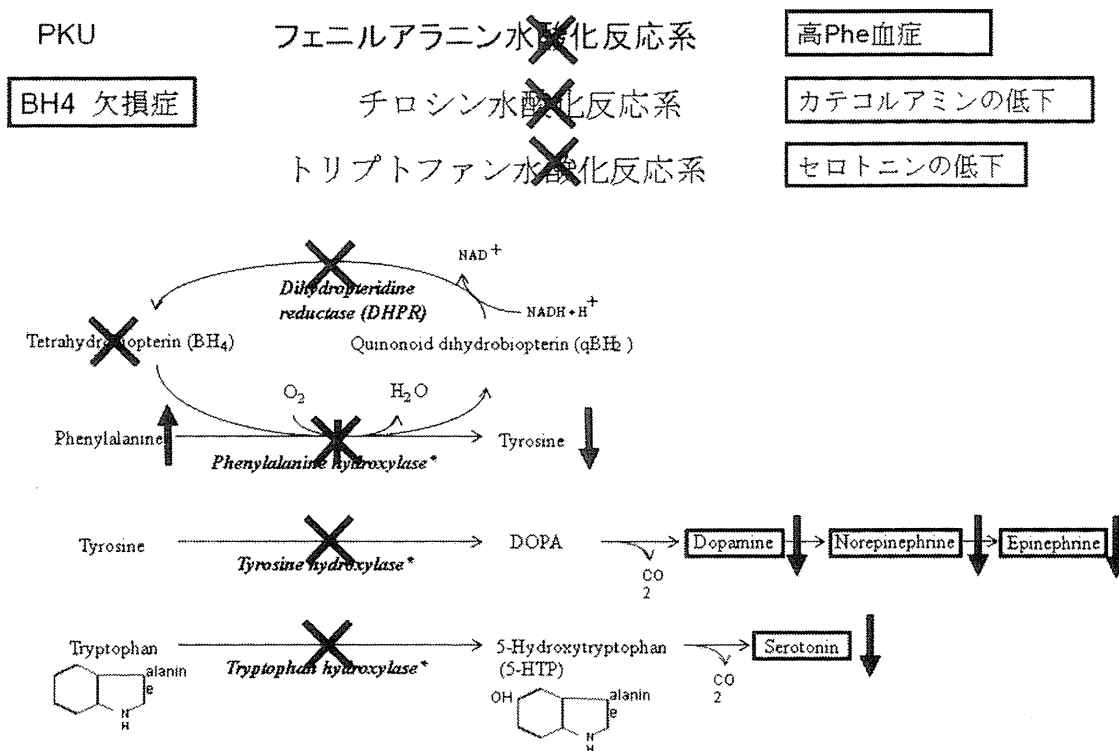 PKU フェニルアラニン水酸化反応系 高Phe血症
BH4 欠損症 チロシン水酸化反応系 カテコルアミンの低下
トリプトファン水酸化反応系 セロトニンの低下
NAD+
Dihydropteridine
reductase (DHPR)
NADH+H+
Tetrahydrobiopterin (BH4) Quinonoid dihydrobiopterin (qBH2)
O2 H2O
Phenylalanine Tyrosine
Phenylalanine hydroxylase*
Tyrosine DOPA Dopamine Norepinephrine Epinephrine
Tyrosine hydroxylase*
CO
2
Tryptophan 5-Hydroxytryptophan Serotonin
(5-HTP)
Tryptophan hydroxylase*
CO
2
alanin
e
N
H
OH
alanin
e
N
H